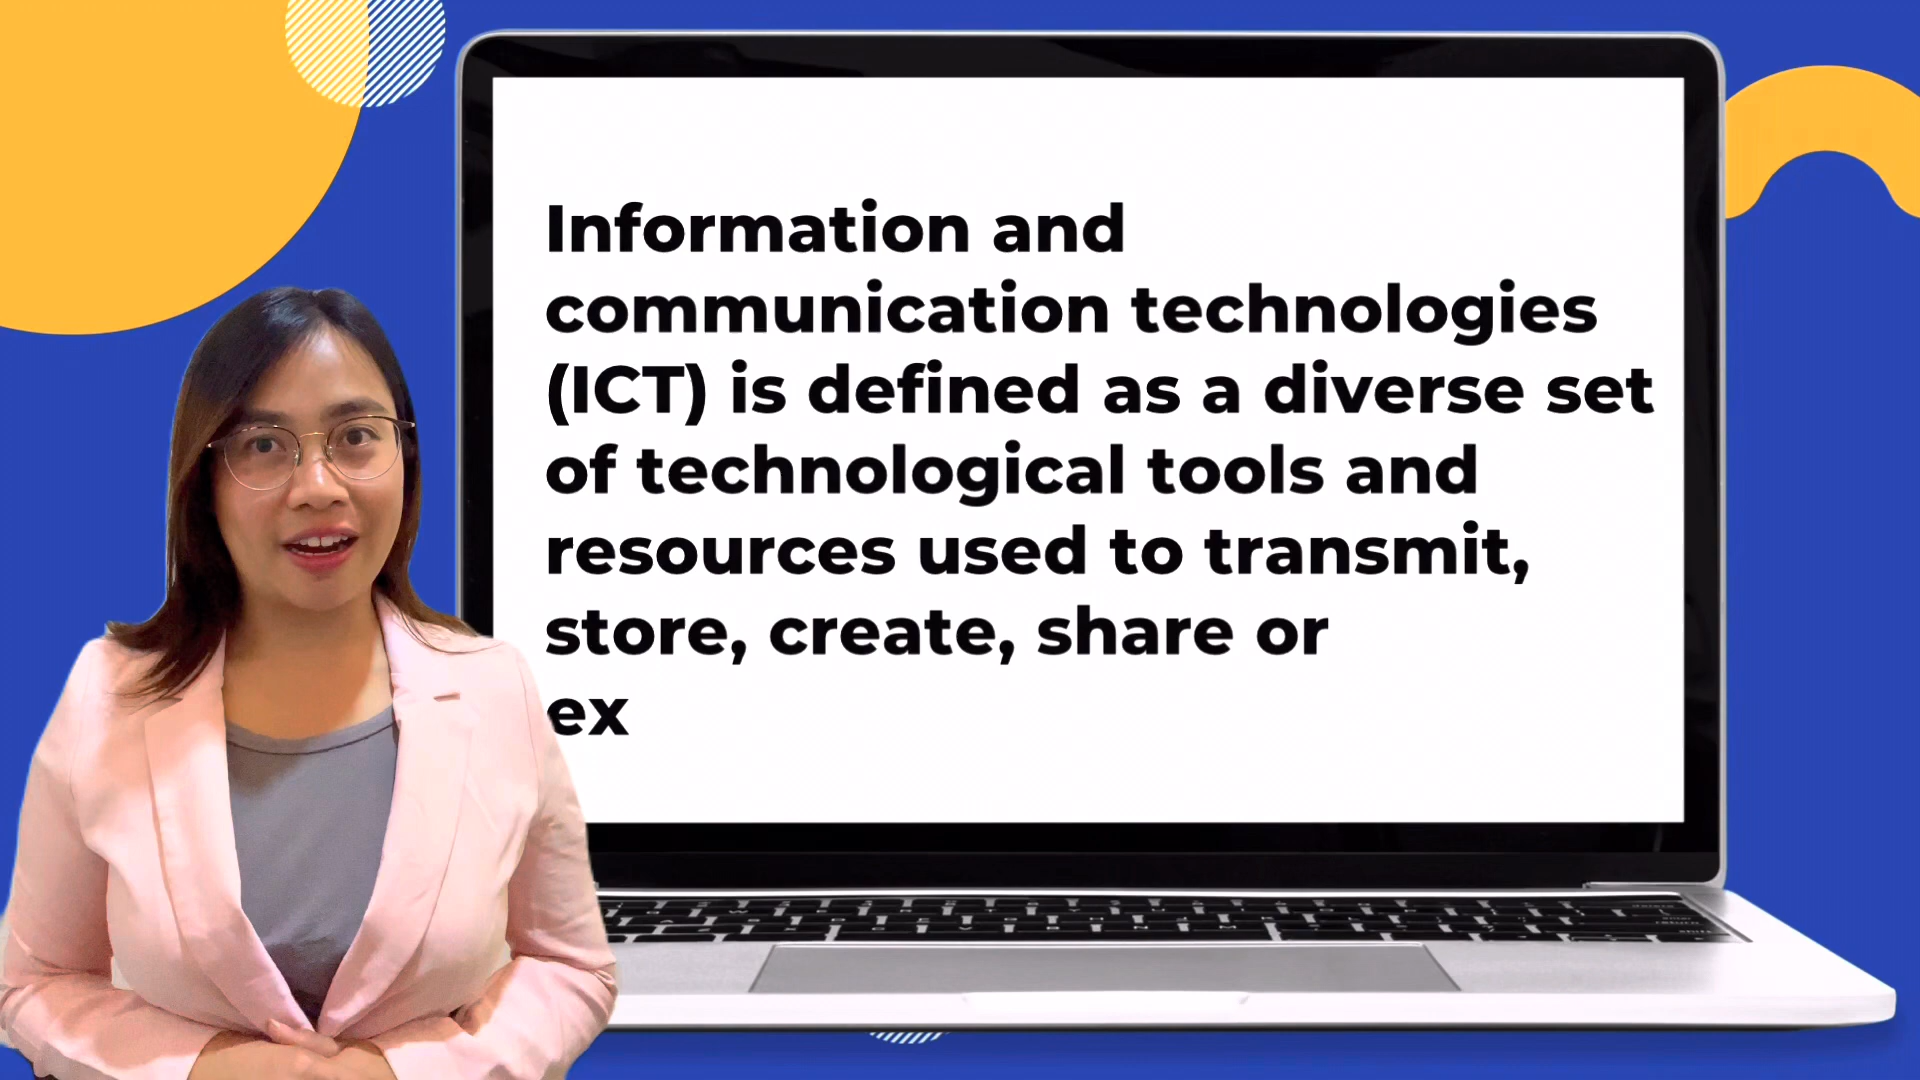 Information and
communication technologies
(ICT) is defined as a diverse set
of technological tools and
resources used to transmit,
store, create, share or
ex